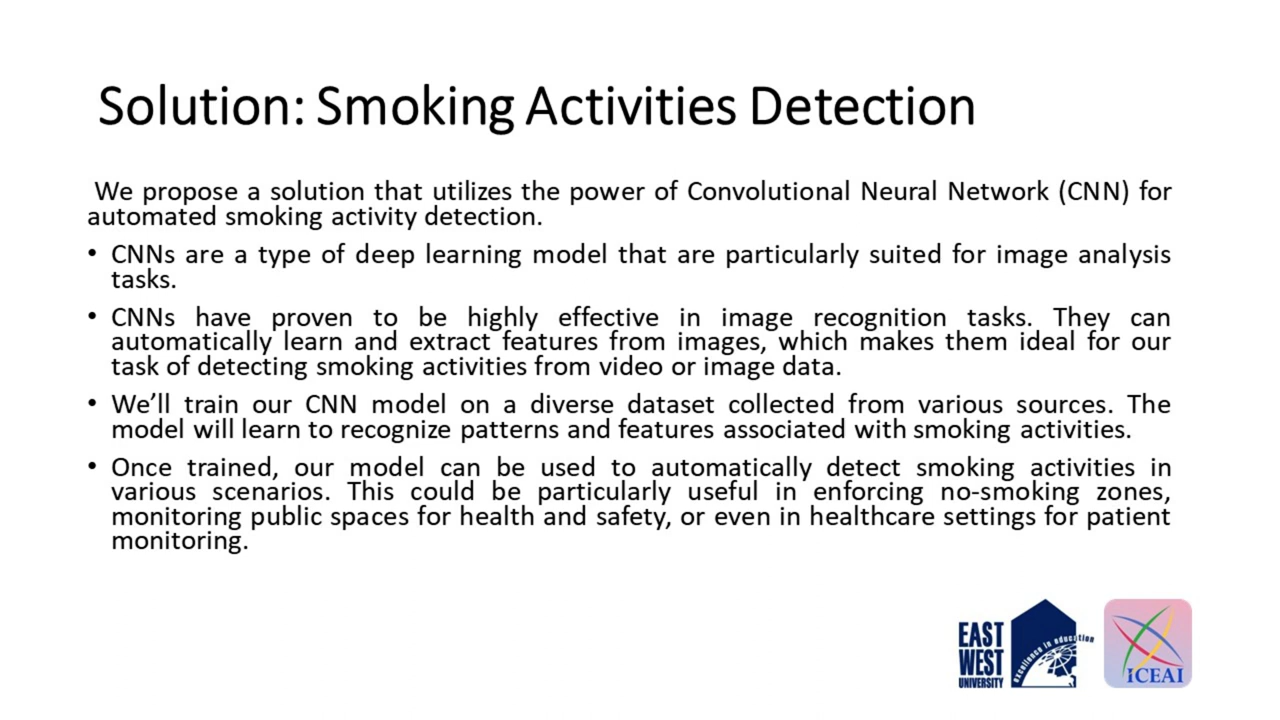 Solution: Smoking Activities Detection
We propose a solution that utilizes the power of Convolutional Neural Network (CNN) for
automated smoking activity detection.
• CNNs are a type of deep learning model that are particularly suited for image analysis
tasks.
• CNNs have proven to be highly effective in image recognition tasks. They can
automatically learn and extract features from images, which makes them ideal for our
task of detecting smoking activities from video or image data.
• We’ll train our CNN model on a diverse dataset collected from various sources. The
model will learn to recognize patterns and features associated with smoking activities.
• Once trained, our model can be used to automatically detect smoking activities in
various scenarios. This could be particularly useful in enforcing no-smoking zones,
monitoring public spaces for health and safety, or even in healthcare settings for patient
monitoring.
EAST
WEST
UNIVERSITY
excellence in education
ICEAI